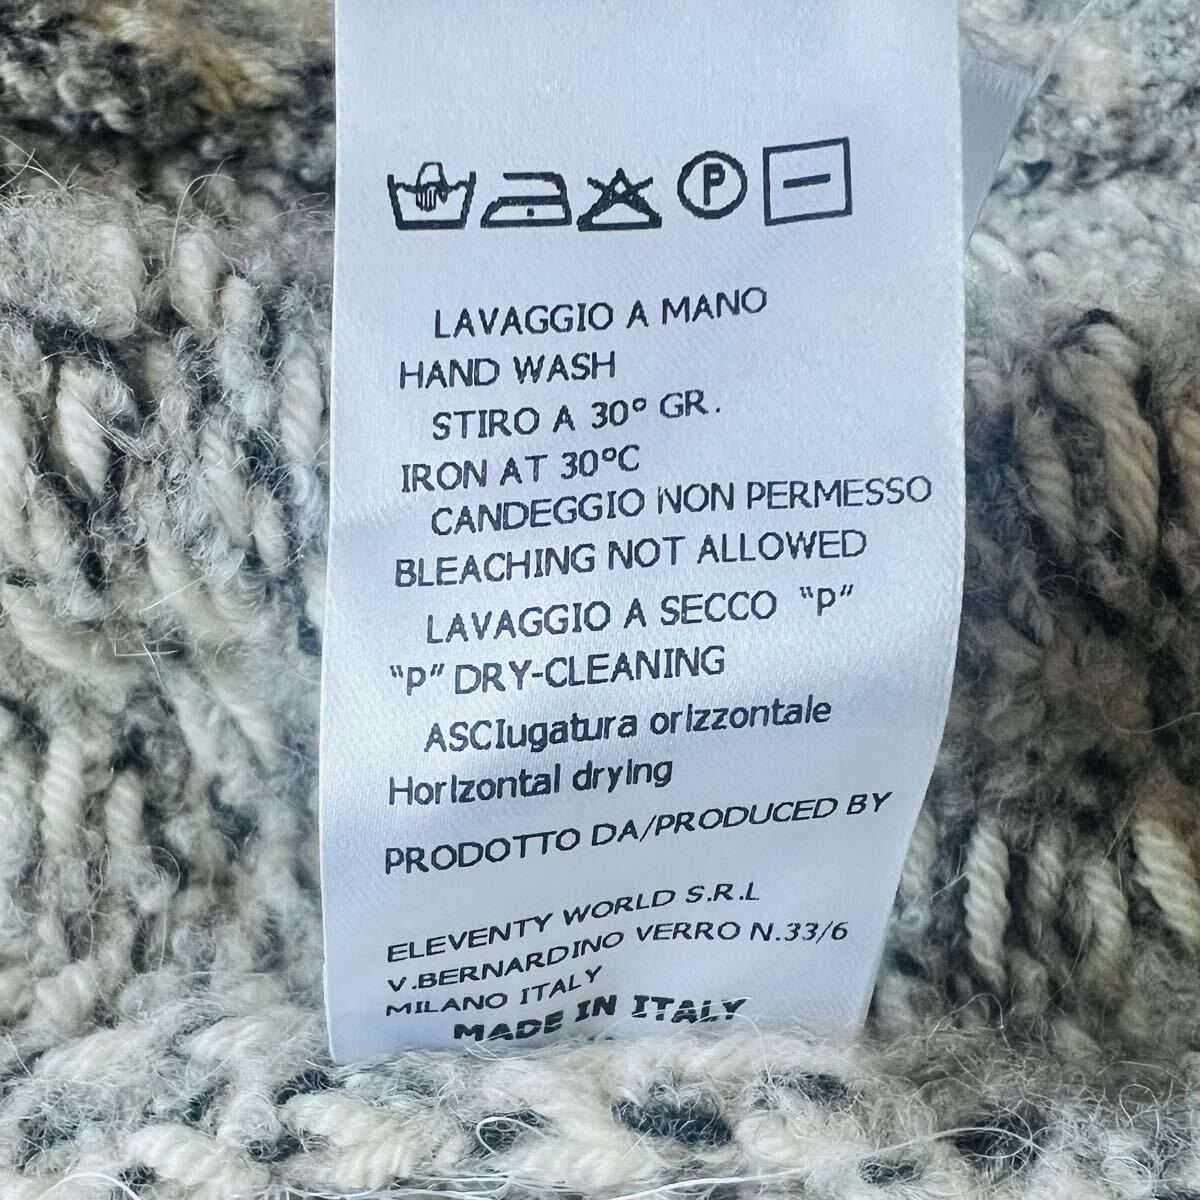 P
LAVAGGIO A MANO
HAND WASH
STIRO A 30° GR.
IRON AT 30°C
CANDEGGIO NON PERMESSO
BLEACHING NOT ALLOWED
LAVAGGIO A SECCO "P"
"P" DRY-CLEANING
ASCIugatura orizzontale
Horizontal drying
PRODOTTO DA/PRODUCED BY
ELEVENTY WORLD S.R.L
V.BERNARDINO VERRO N.33/6
MILANO ITALY
MADE IN ITALY